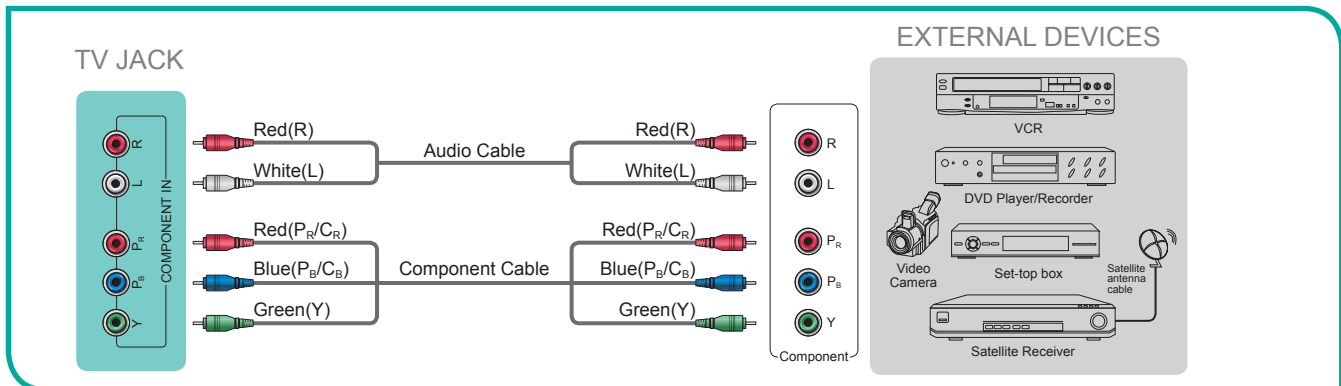 TV JACK
EXTERNAL DEVICES
R
L
PR
PB
Y
COMPONENT IN
Red(R)
White(L)
Audio Cable
Red(R)
White(L)
Red(PR/CR)
Blue(PB/CB)
Green(Y)
Component Cable
Red(PR/CR)
Blue(PB/CB)
Green(Y)
R
L
PR
PB
Y
Component
VCR
DVD Player/Recorder
Video
Camera
Set-top box
Satellite
antenna
cable
Satellite Receiver